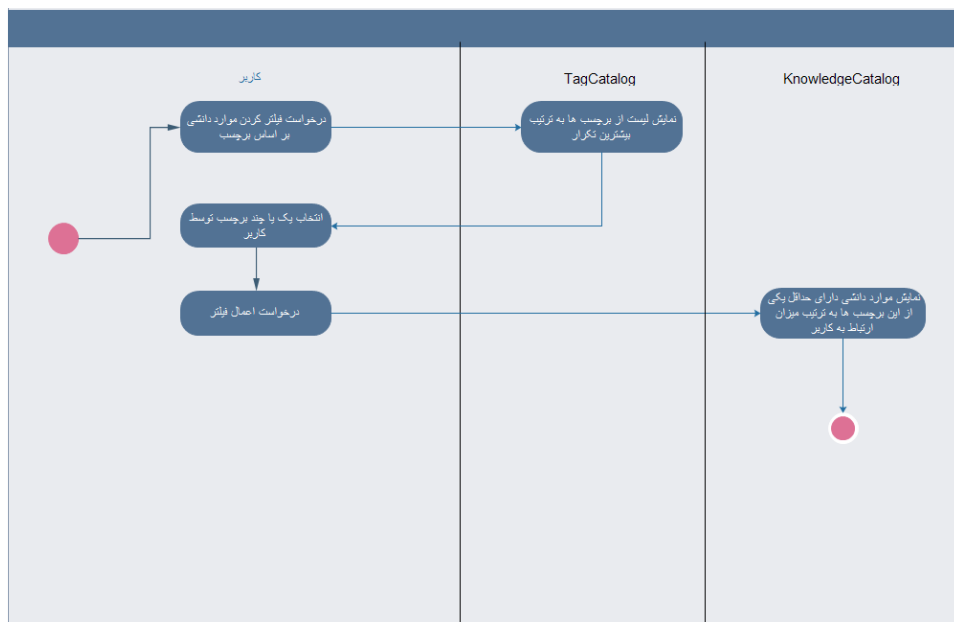 کاربر
TagCatalog
KnowledgeCatalog
درخواست فیلتر کردن موارد دانشی
بر اساس برچسب
نمایش لیست از برچسب ها به ترتیب
بیشترین تکرار
انتخاب یک یا چند برچسب توسط
کاربر
درخواست اعمال فیلتر
نمایش موارد دانشی دارای حداقل یکی
از این برچسب ها به ترتیب میزان
ارتباط به کاربر